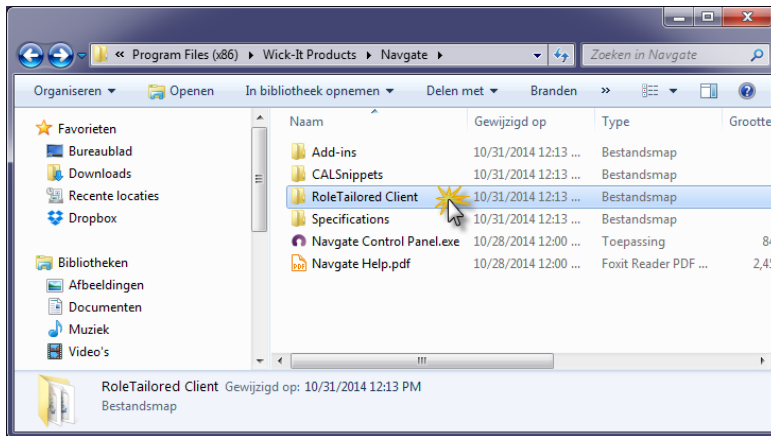 « Program Files (x86) Wick-It Products Navgate Zoeken in Navgate
Organiseren Openen In bibliotheek opnemen Delen met Branden »
Favorieten
Bureaublad
Downloads
Recente locaties
Dropbox
Bibliotheken
Afbeeldingen
Documenten
Muziek
Video's
Naam Gewijzigd op Type Grootte
Add-ins 10/31/2014 12:13 ... Bestandsmap
CALSnippets 10/31/2014 12:13 ... Bestandsmap
RoleTailored Client 10/31/2014 12:13 ... Bestandsmap
Specifications 10/31/2014 12:13 ... Bestandsmap
Navgate Control Panel.exe 10/28/2014 12:00 ... Toepassing
Navgate Help.pdf 10/28/2014 12:00 ... Foxit Reader PDF ...
RoleTailored Client Gewijzigd op: 10/31/2014 12:13 PM
Bestandsmap